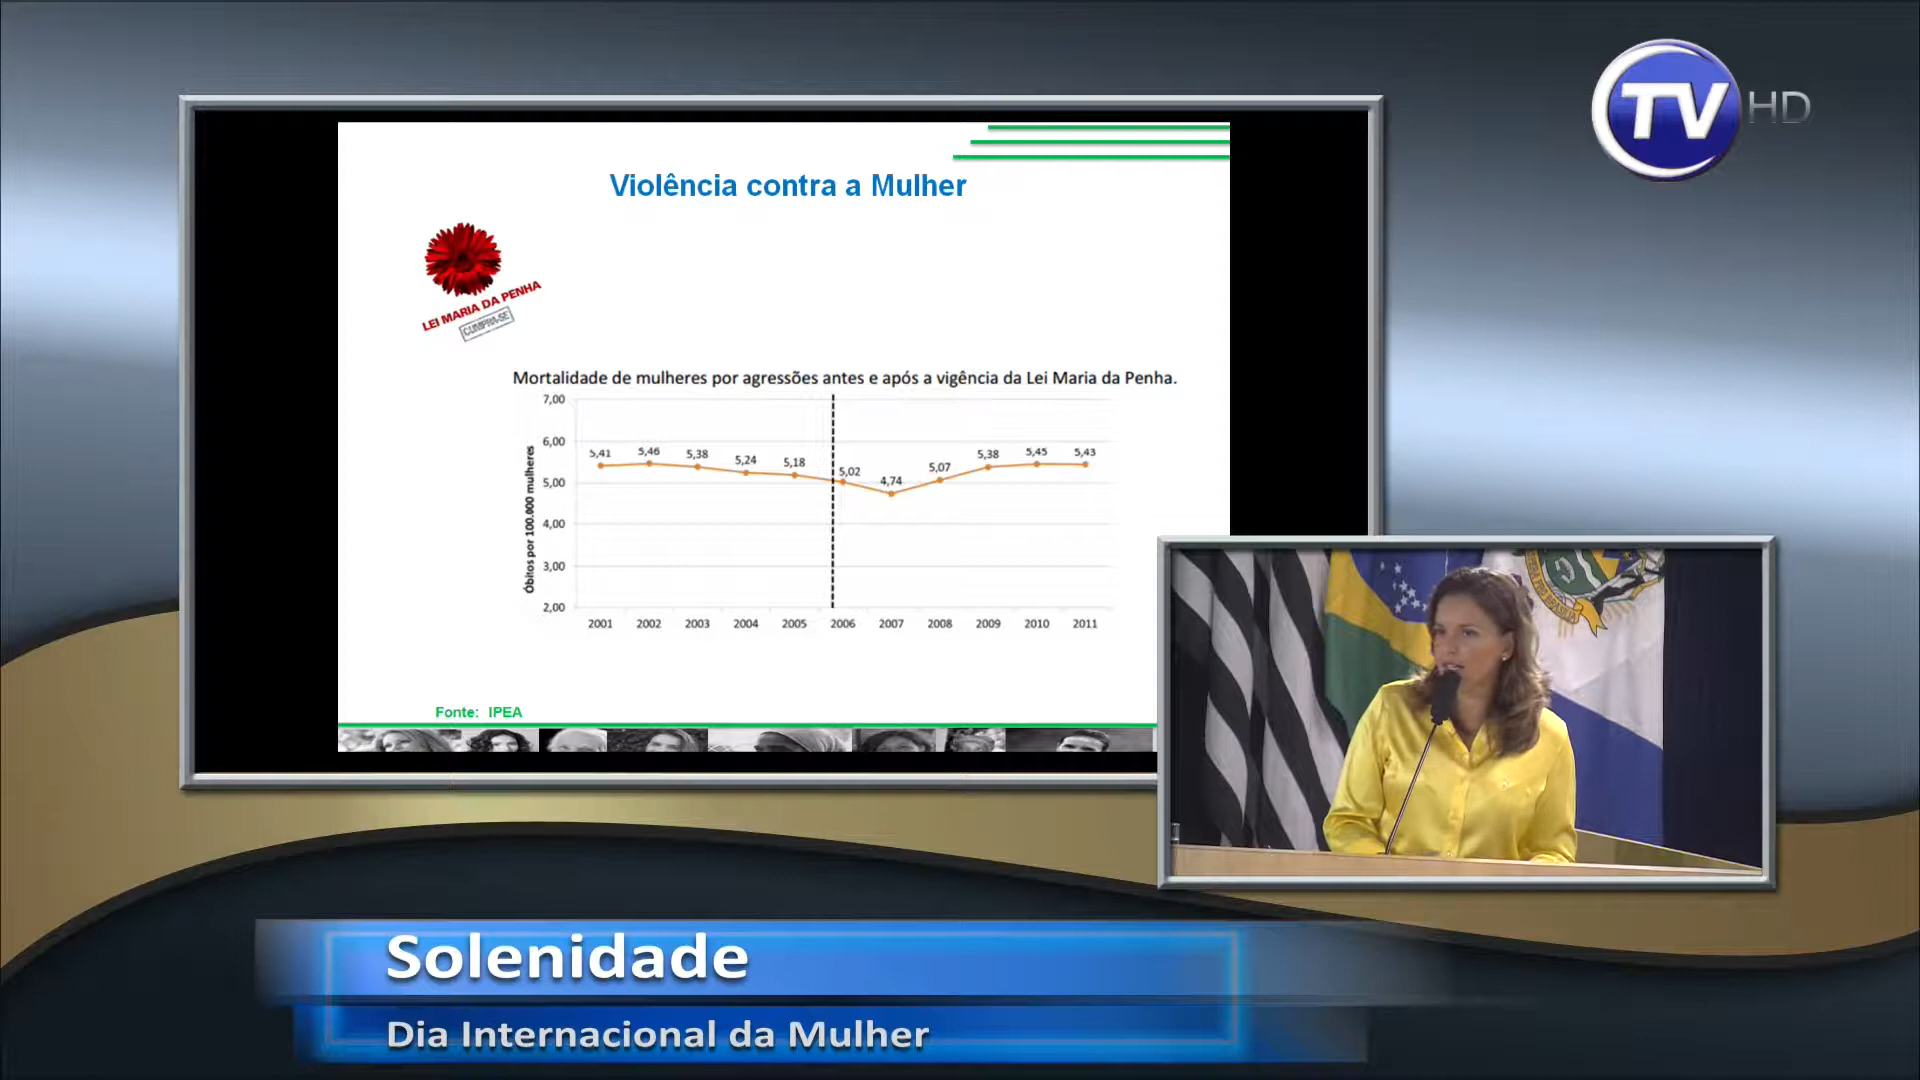 TV HD
Violência contra a Mulher
LEI MARIA DA PENHA
CUMPRA-SE
Mortalidade de mulheres por agressões antes e após a vigência da Lei Maria da Penha.
Óbitos por 100.000 mulheres
7,00
6,00
5,00
4,00
3,00
2,00
5,41 5,46 5,38 5,24 5,18 5,02 4,74 5,07 5,38 5,45 5,43
2001 2002 2003 2004 2005 2006 2007 2008 2009 2010 2011
Fonte: IPEA
Solenidade
Dia Internacional da Mulher